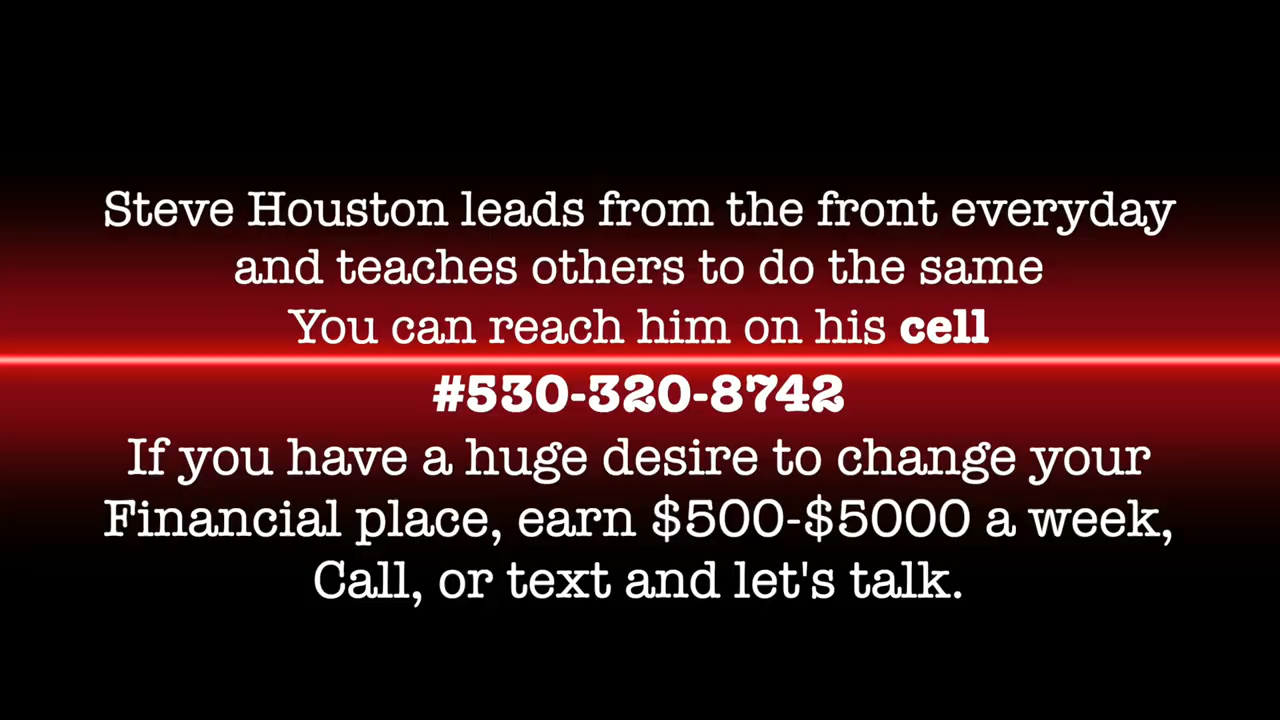 Steve Houston leads from the front everyday
and teaches others to do the same
You can reach him on his cell
#530-320-8742
If you have a huge desire to change your
Financial place, earn $500-$5000 a week,
Call, or text and let's talk.